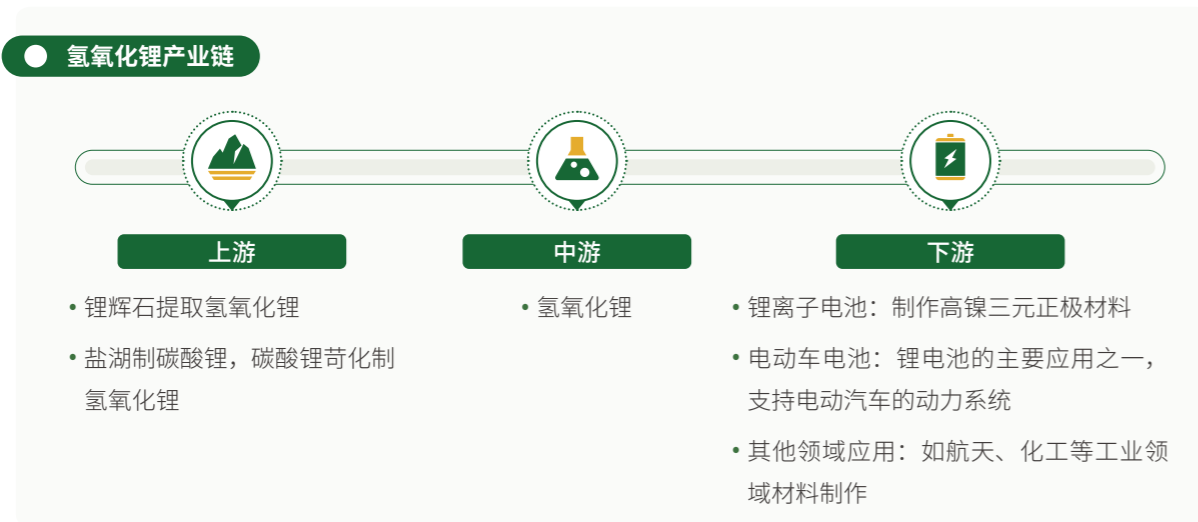 氢氧化锂产业链
上游
中游
下游
• 锂辉石提取氢氧化锂
• 盐湖制碳酸锂，碳酸锂苛化制
氢氧化锂
• 氢氧化锂
• 锂离子电池：制作高镍三元正极材料
• 电动车电池：锂电池的主要应用之一，
支持电动汽车的动力系统
• 其他领域应用：如航天、化工等工业领
域材料制作